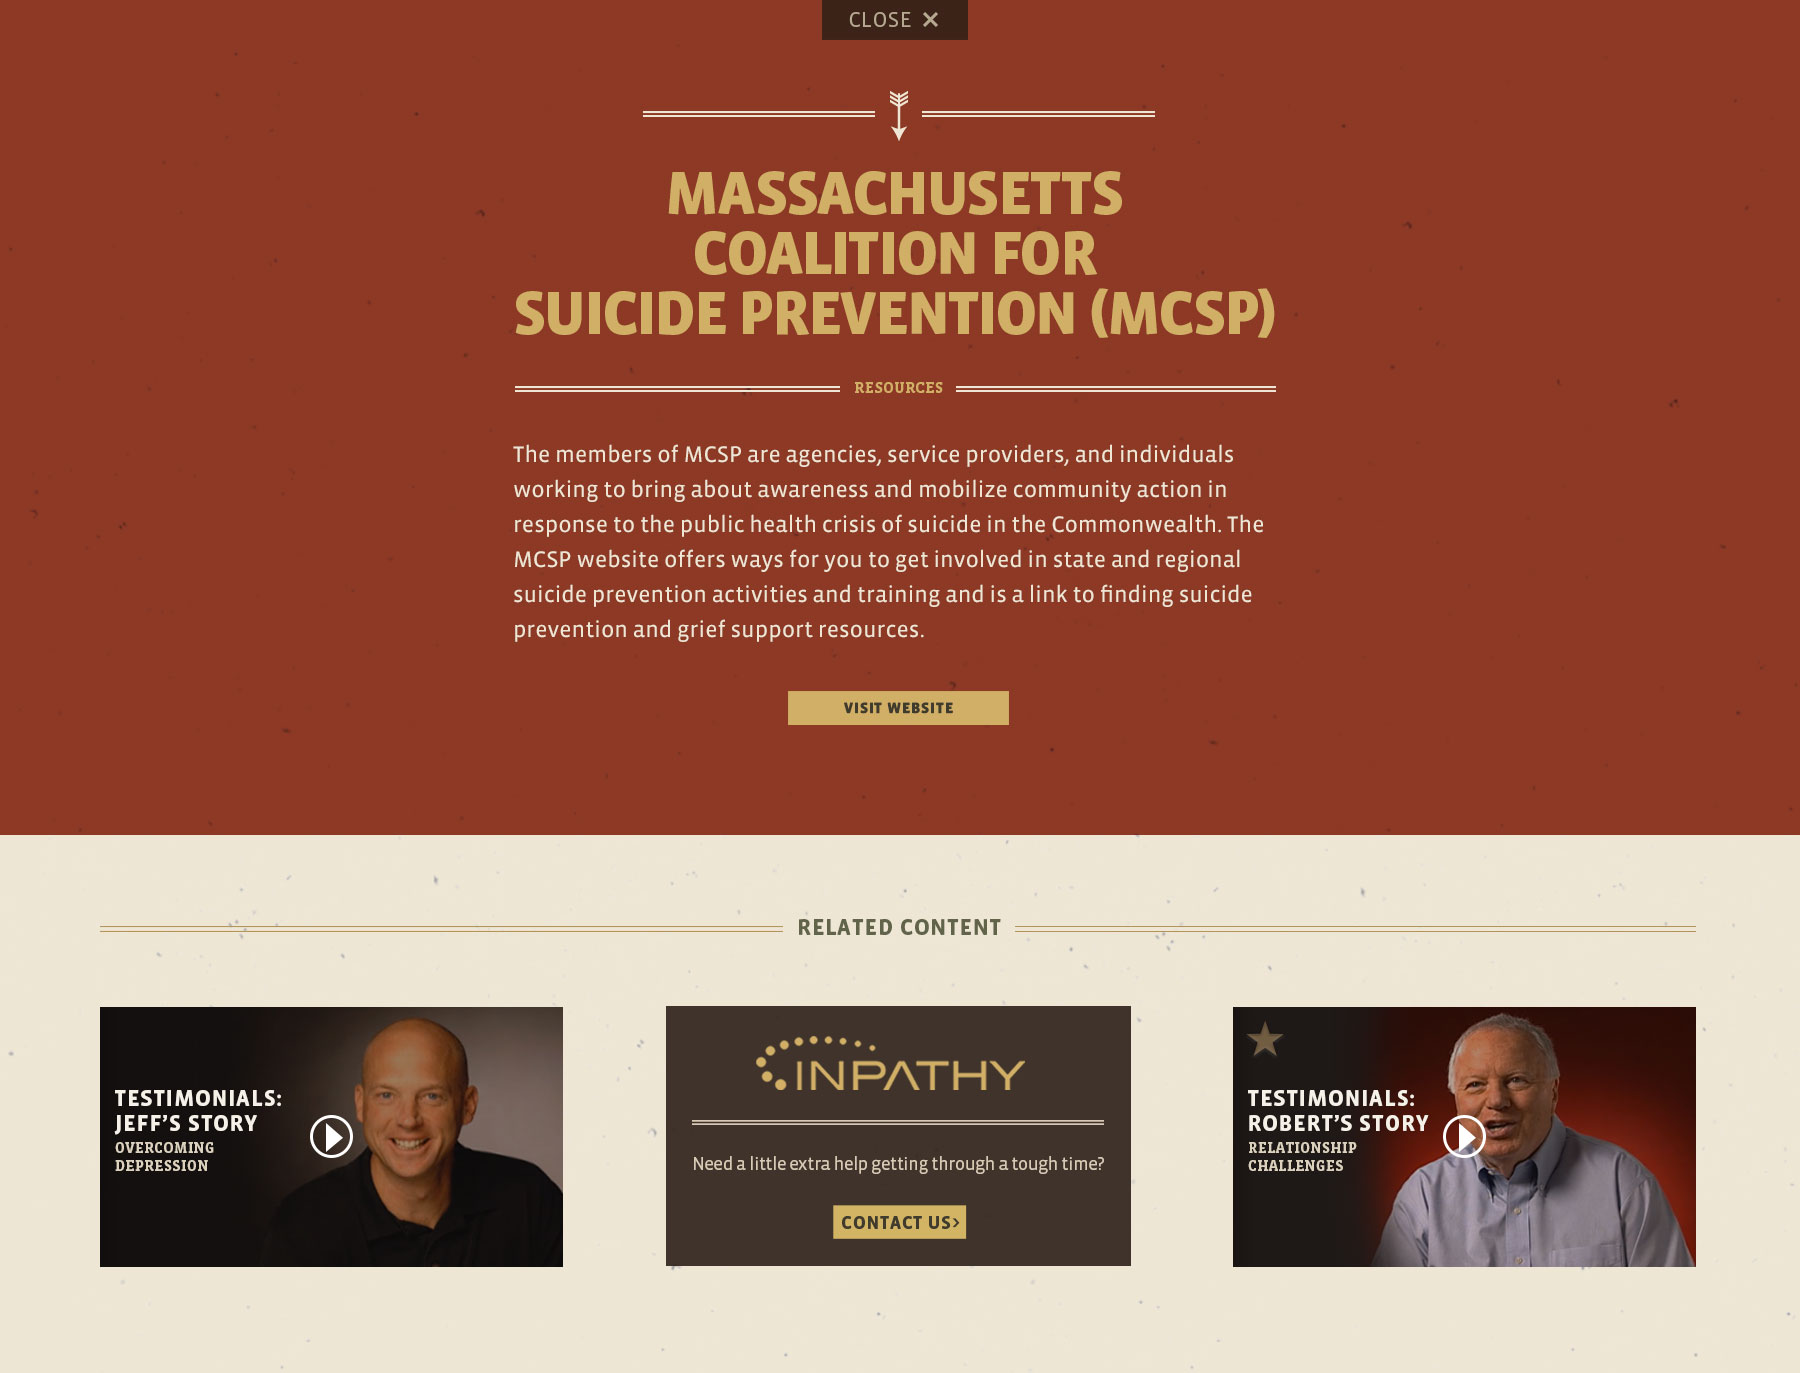 CLOSE ✕
MASSACHUSETTS
COALITION FOR
SUICIDE PREVENTION (MCSP)
RESOURCES
The members of MCSP are agencies, service providers, and individuals
working to bring about awareness and mobilize community action in
response to the public health crisis of suicide in the Commonwealth. The
MCSP website offers ways for you to get involved in state and regional
suicide prevention activities and training and is a link to finding suicide
prevention and grief support resources.
VISIT WEBSITE
RELATED CONTENT
TESTIMONIALS:
JEFF’S STORY
OVERCOMING
DEPRESSION
INPATHY
Need a little extra help getting through a tough time?
CONTACT US>
TESTIMONIALS:
ROBERT’S STORY
RELATIONSHIP
CHALLENGES